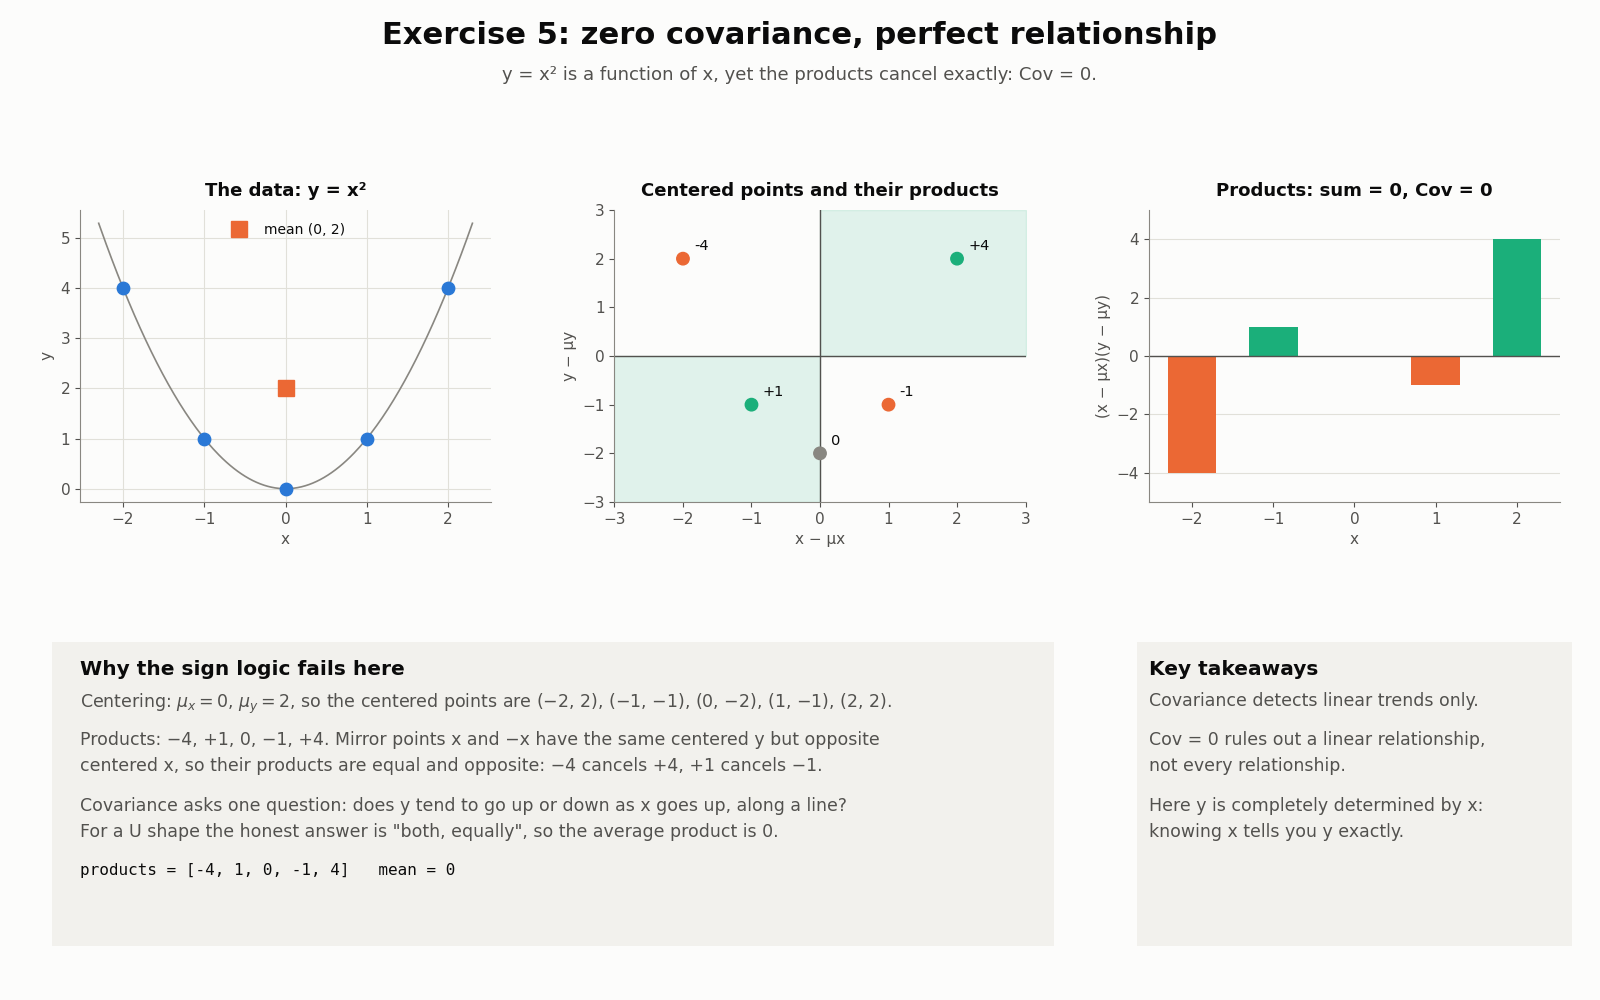 Exercise 5: zero covariance, perfect relationship
y = x² is a function of x, yet the products cancel exactly: Cov = 0.
The data: y = x²
mean (0, 2)
5
4
3
2
1
0
y
−2
−1
0
1
2
x
Centered points and their products
3
2
1
0
−1
−2
−3
y − μy
-4
+4
+1
-1
0
−3
−2
−1
0
1
2
3
x − μx
Products: sum = 0, Cov = 0
4
2
0
−2
−4
(x − μx)(y − μy)
−2
−1
0
1
2
x
Why the sign logic fails here
Centering: μx = 0, μy = 2, so the centered points are (−2, 2), (−1, −1), (0, −2), (1, −1), (2, 2).
Products: −4, +1, 0, −1, +4. Mirror points x and −x have the same centered y but opposite
centered x, so their products are equal and opposite: −4 cancels +4, +1 cancels −1.
Covariance asks one question: does y tend to go up or down as x goes up, along a line?
For a U shape the honest answer is "both, equally", so the average product is 0.
products = [-4, 1, 0, -1, 4]   mean = 0
Key takeaways
Covariance detects linear trends only.
Cov = 0 rules out a linear relationship,
not every relationship.
Here y is completely determined by x:
knowing x tells you y exactly.